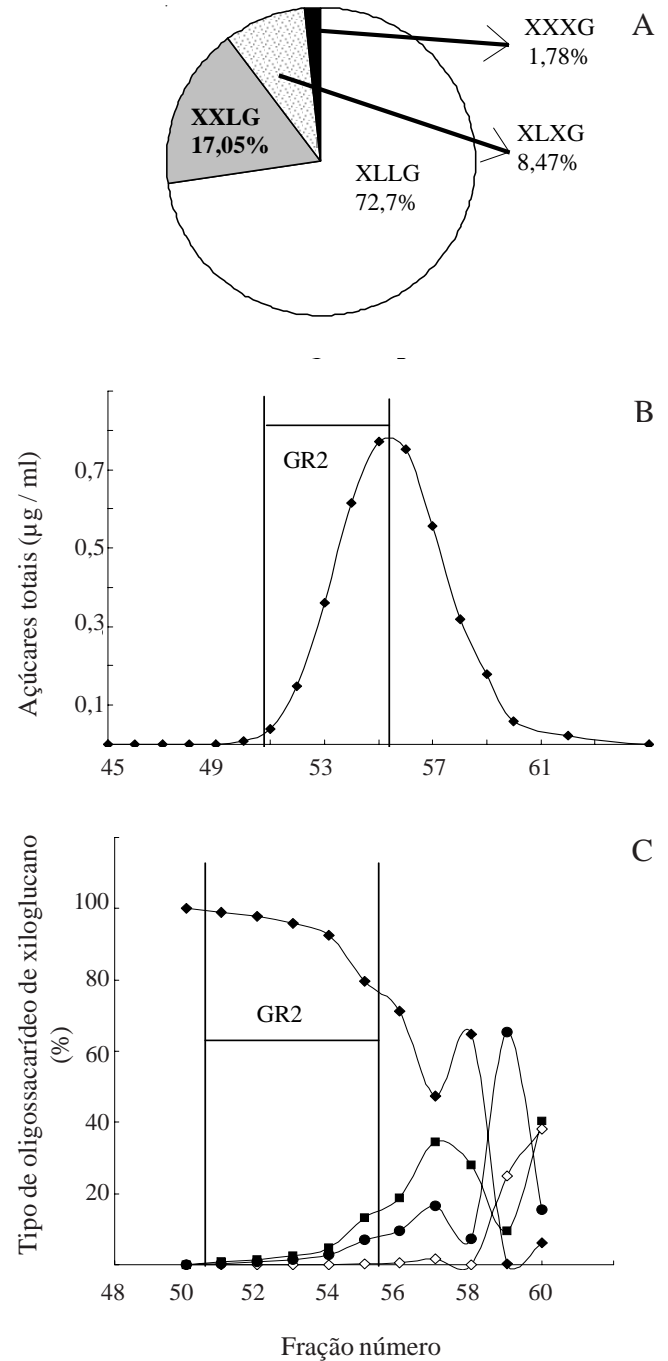 A
XXXG
1,78%
XXLG
17,05%
XLXG
8,47%
XLLG
72,7%
B
Açúcares totais (µg / ml)
GR2
0,7
0,5
0,3
0,1
45 49 53 57 61
C
Tipo de oligossacarídeo de xiloglucano
(%)
100
80
GR2
60
40
20
48 50 52 54 56 58 60
Fração número